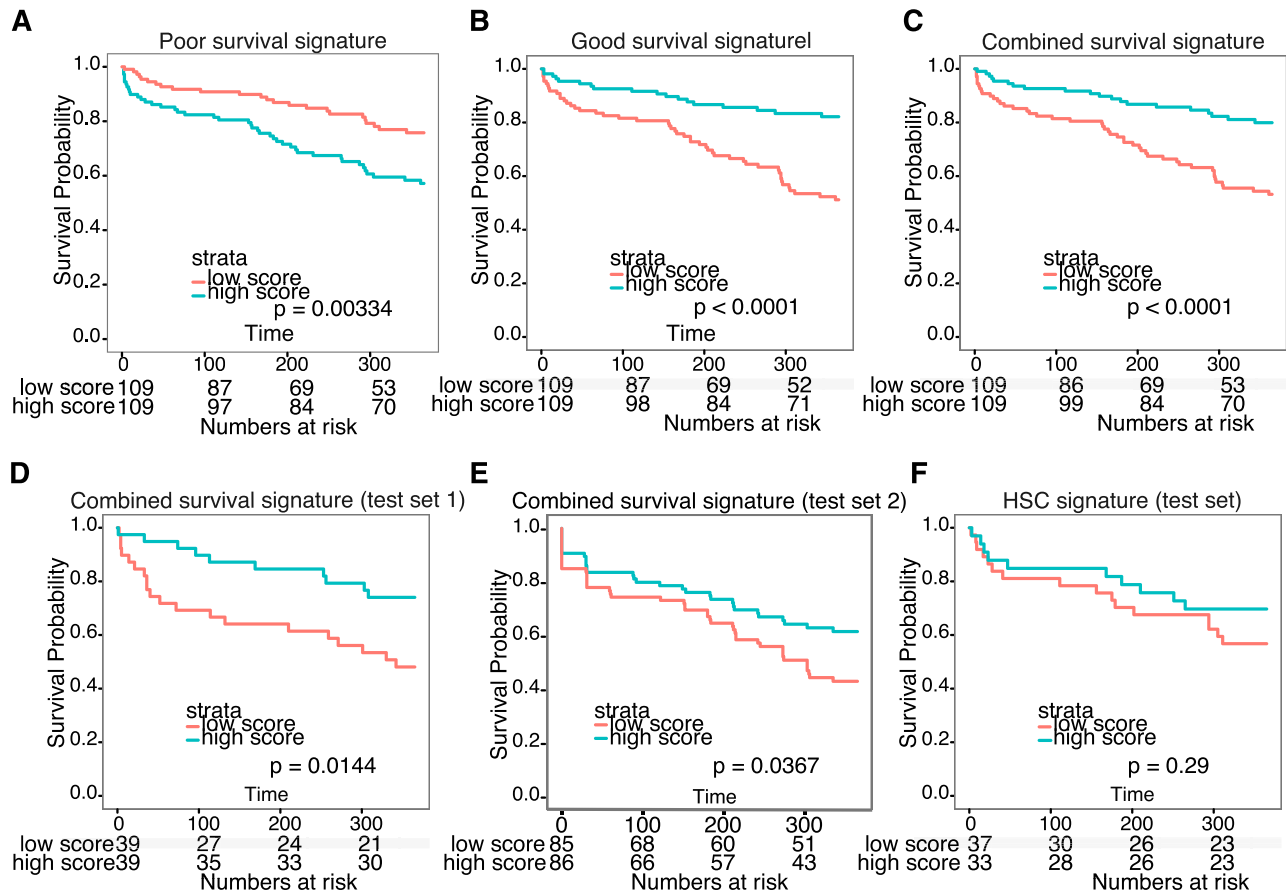 A
Poor survival signature
Survival Probability
1.0
0.8
0.6
0.4
0.2
0.0
strata
low score
high score
p = 0.00334
Time
0 100 200 300
low score 109 87 69 53
high score 109 97 84 70
Numbers at risk
B
Good survival signaturel
Survival Probability
1.0
0.8
0.6
0.4
0.2
0.0
strata
low score
high score
p < 0.0001
Time
0 100 200 300
low score 109 87 69 52
high score 109 98 84 71
Numbers at risk
C
Combined survival signature
Survival Probability
1.0
0.8
0.6
0.4
0.2
0.0
strata
low score
high score
p < 0.0001
0 100 200 300
low score 109 86 69 53
high score 109 99 84 70
Numbers at risk
D
Combined survival signature (test set 1)
Survival Probability
1.0
0.8
0.6
0.4
0.2
0.0
strata
low score
high score
p = 0.0144
Time
0 100 200 300
low score 39 27 24 21
high score 39 35 33 30
Numbers at risk
E
Combined survival signature (test set 2)
Survival Probability
1.0
0.8
0.6
0.4
0.2
0.0
strata
low score
high score
p = 0.0367
Time
0 100 200 300
low score 85 68 60 51
high score 86 66 57 43
Numbers at risk
F
HSC signature (test set)
Survival Probability
1.0
0.8
0.6
0.4
0.2
0.0
strata
low score
high score
p = 0.29
Time
0 100 200 300
low score 37 30 26 23
high score 33 28 26 23
Numbers at risk